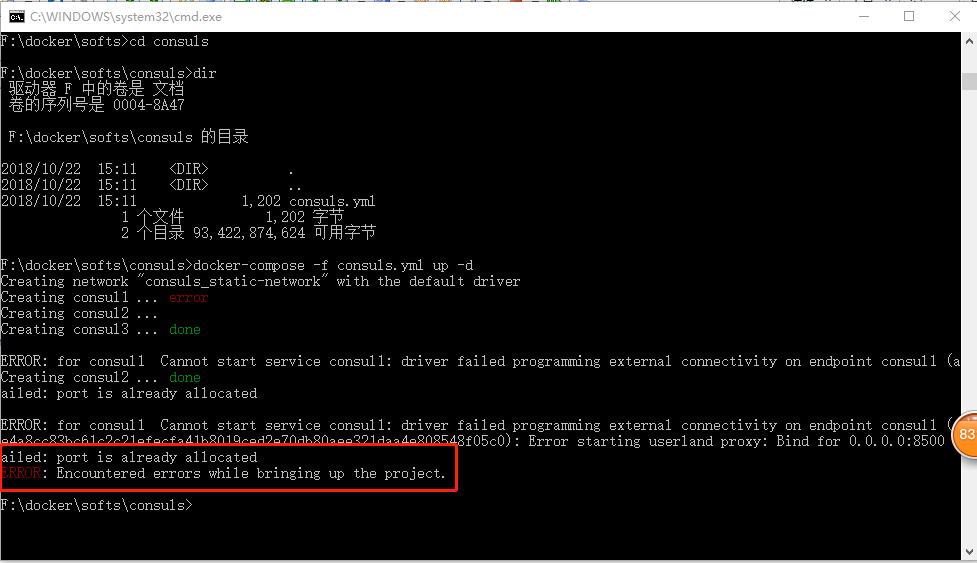 C:\WINDOWS\system32\cmd.exe
F:\docker\softs>cd consuls
F:\docker\softs\consuls>dir
驱动器 F 中的卷是 文档
卷的序列号是 0004-8A47
F:\docker\softs\consuls 的目录
2018/10/22  15:11    <DIR>          .
2018/10/22  15:11    <DIR>          ..
2018/10/22  15:11             1,202 consuls.yml
1 个文件          1,202 字节
2 个目录 93,422,874,624 可用字节
F:\docker\softs\consuls>docker-compose -f consuls.yml up -d
Creating network "consuls_static-network" with the default driver
Creating consul1 ... error
Creating consul2 ...
Creating consul3 ... done
ERROR: for consul1  Cannot start service consul1: driver failed programming external connectivity on endpoint consul1 (a
Creating consul2 ... done
ailed: port is already allocated
ERROR: for consul1  Cannot start service consul1: driver failed programming external connectivity on endpoint consul1 (
): Error starting userland proxy: Bind for 0.0.0.0:8500
ailed: port is already allocated
ERROR: Encountered errors while bringing up the project.
F:\docker\softs\consuls>
83